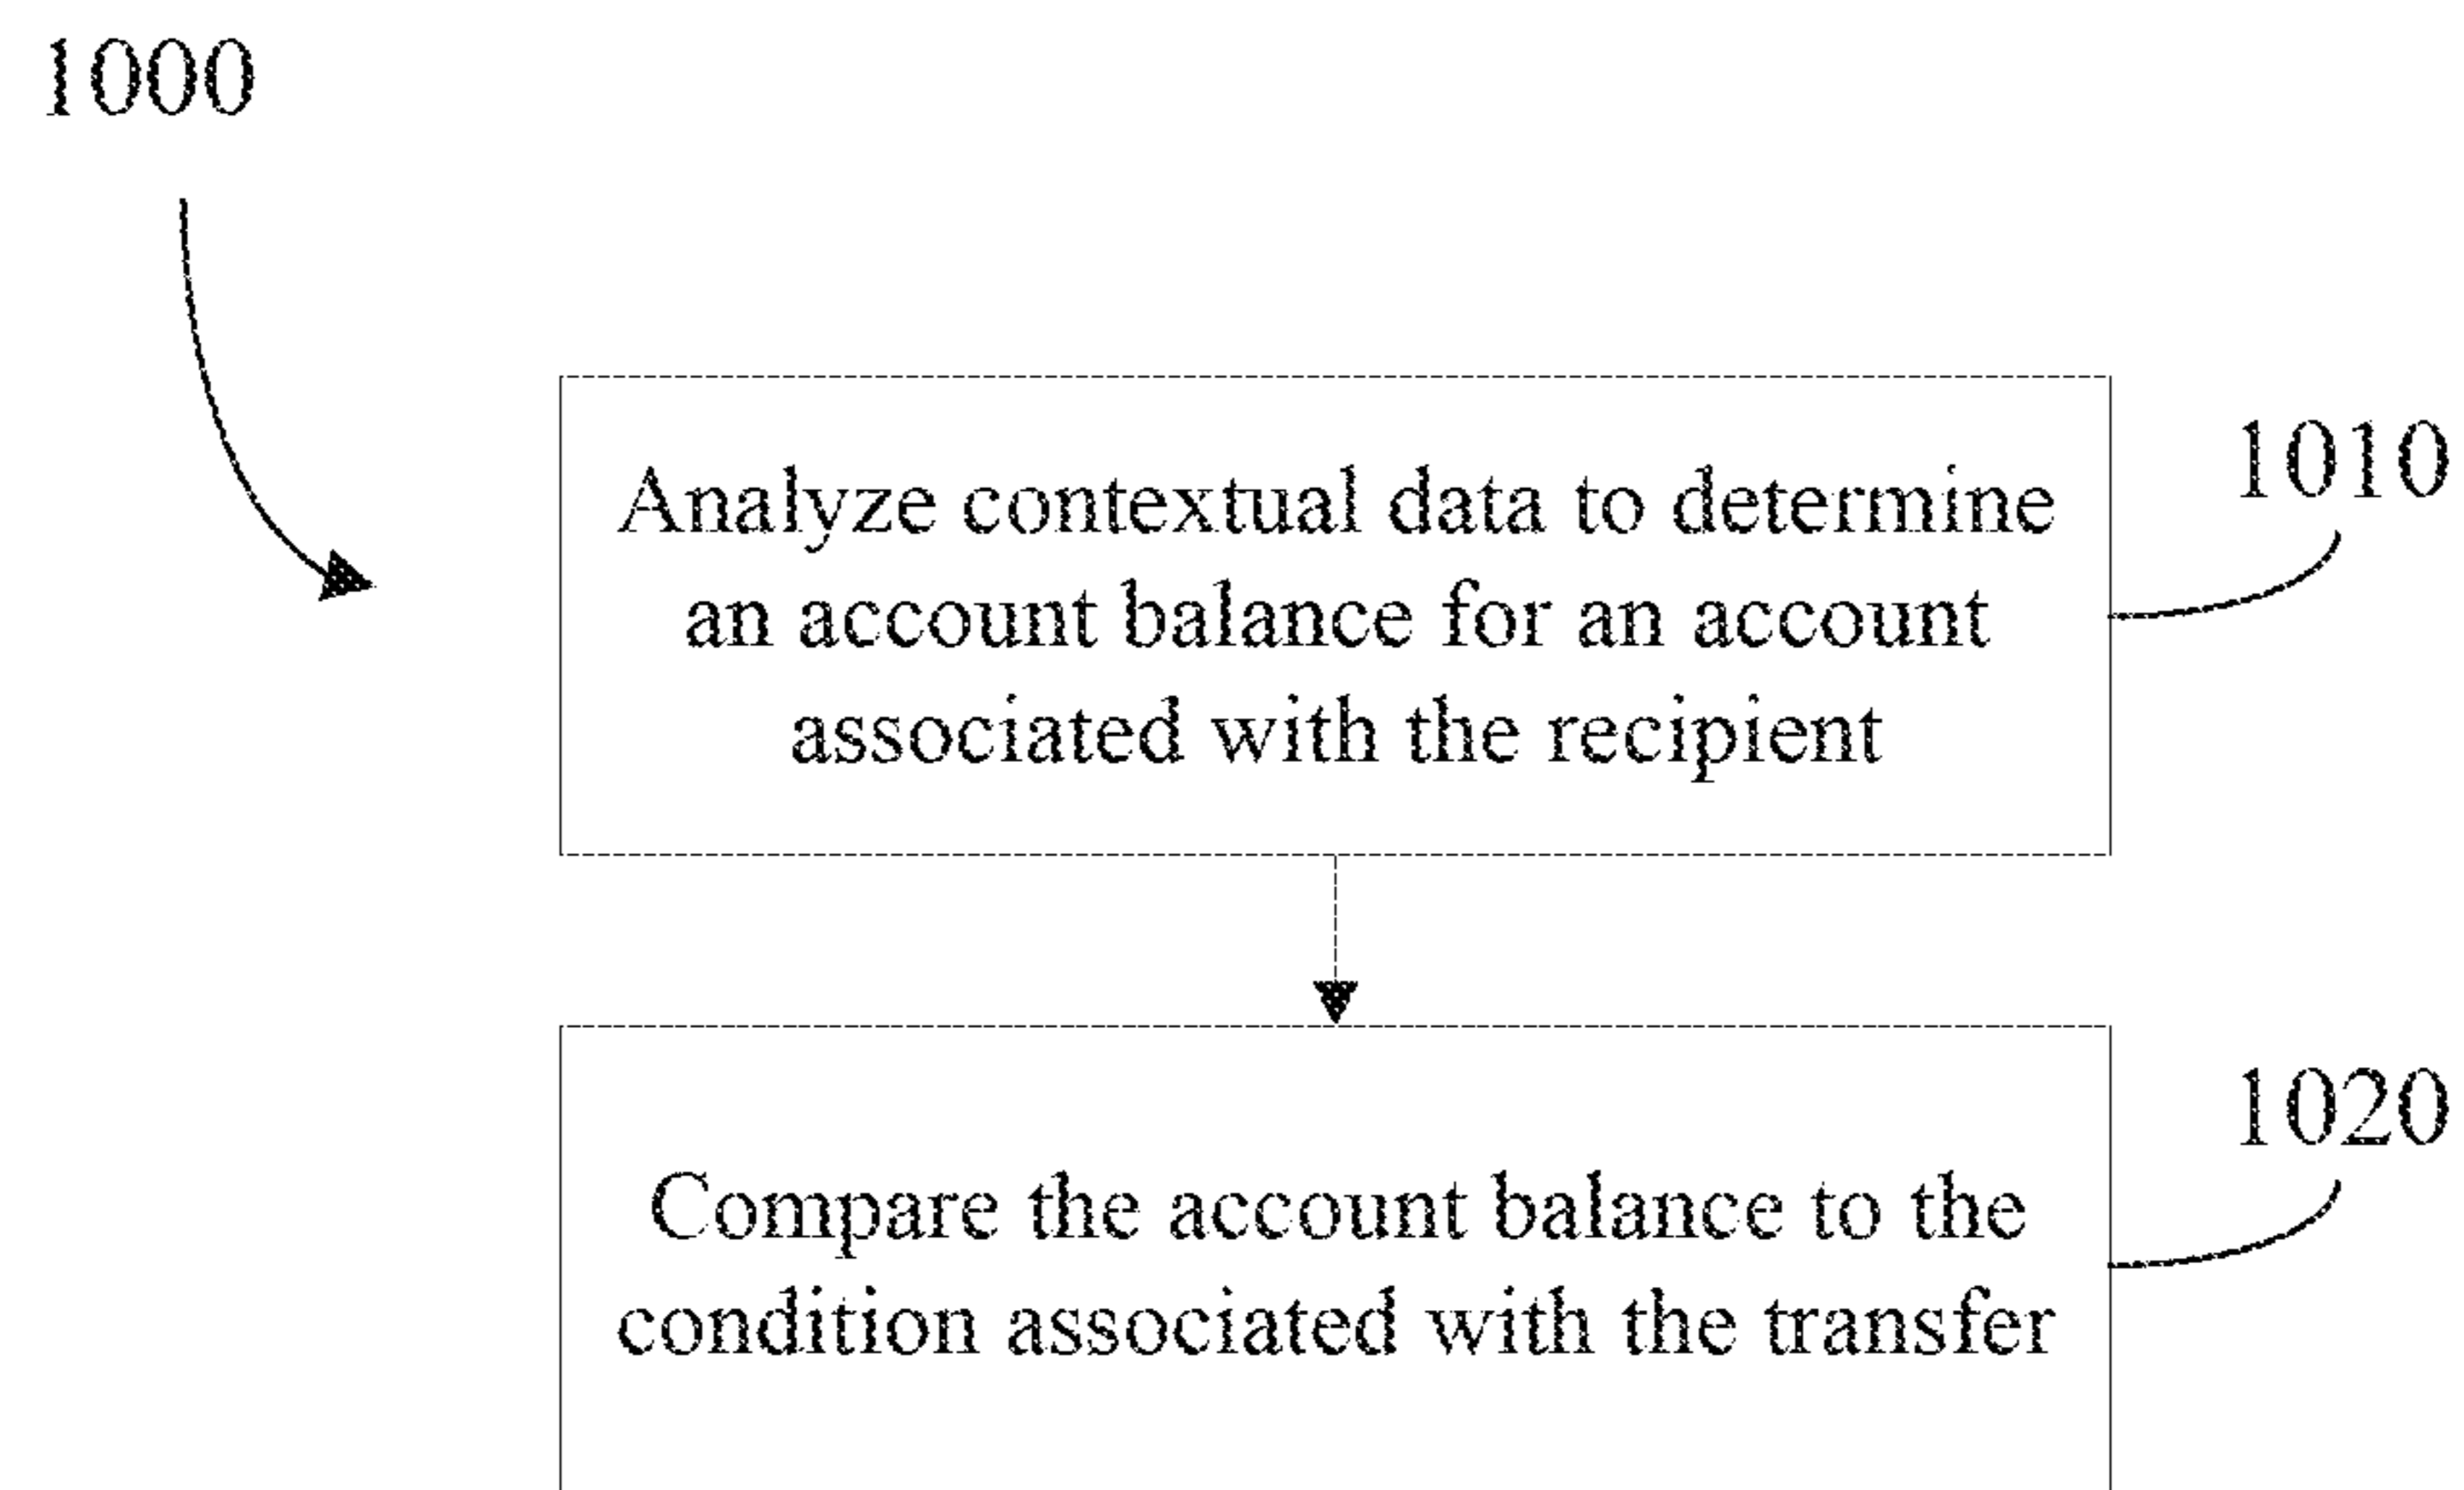 1000
Analyze contextual data to determine
an account balance for an account
associated with the recipient
1010
Compare the account balance to the
condition associated with the transfer
1020